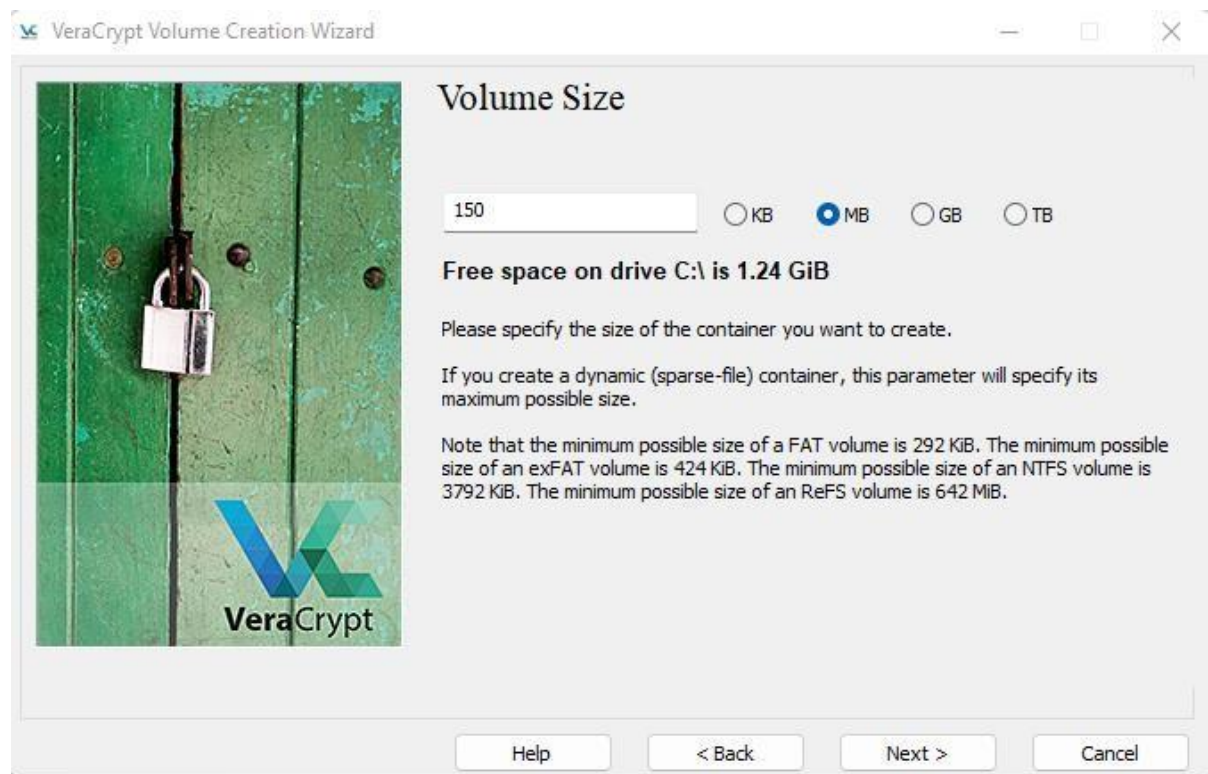 VeraCrypt Volume Creation Wizard
Volume Size
150 KB MB GB TB
Free space on drive C:\ is 1.24 GiB
Please specify the size of the container you want to create.
If you create a dynamic (sparse-file) container, this parameter will specify its
maximum possible size.
Note that the minimum possible size of a FAT volume is 292 KiB. The minimum possible
size of an exFAT volume is 424 KiB. The minimum possible size of an NTFS volume is
3792 KiB. The minimum possible size of an ReFS volume is 642 MiB.
VeraCrypt
Help < Back Next > Cancel